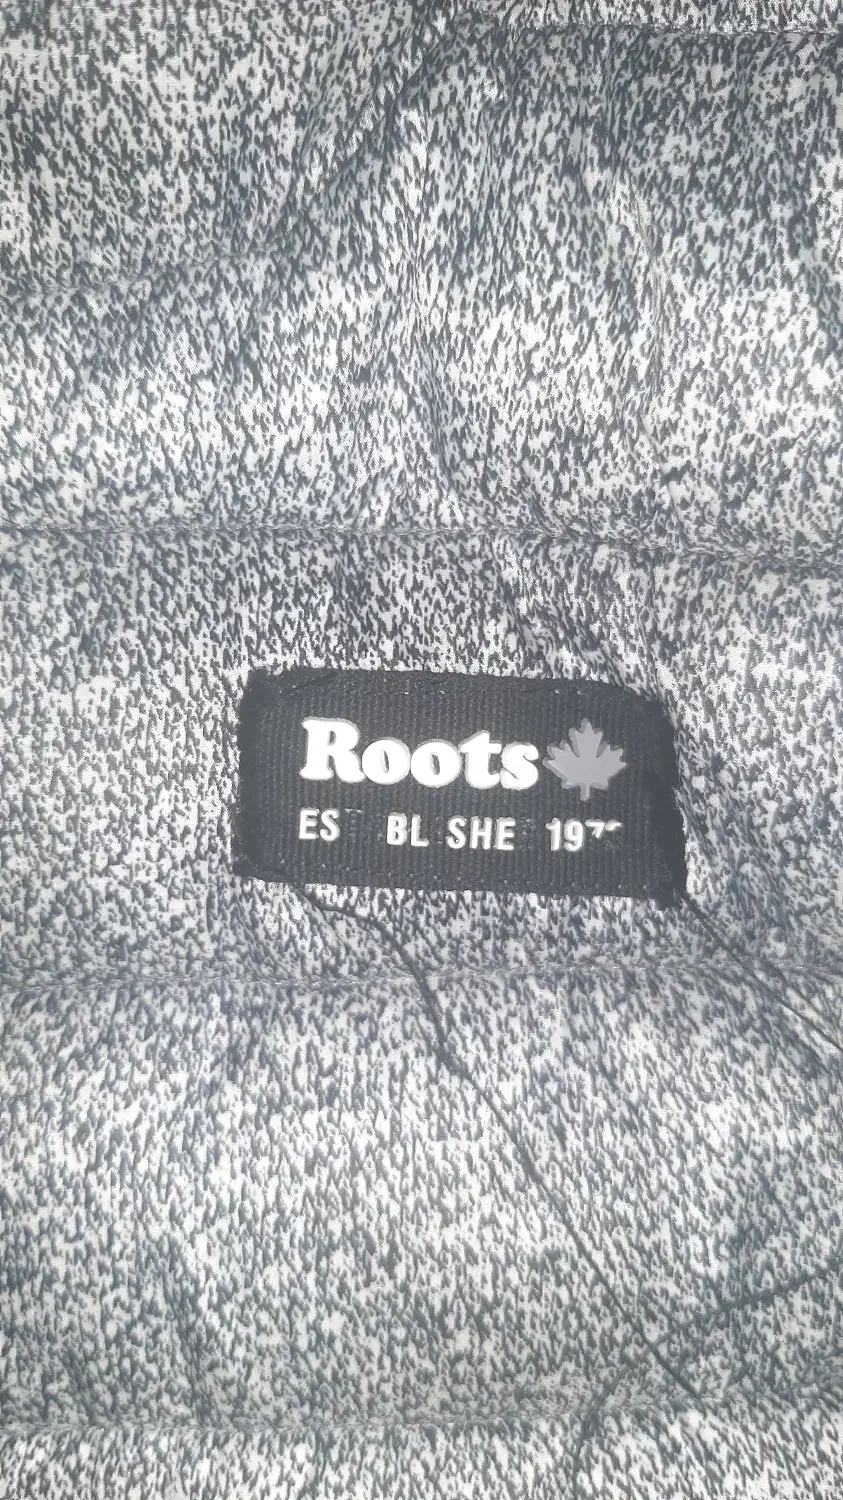 Roots
ES BL SHE 197